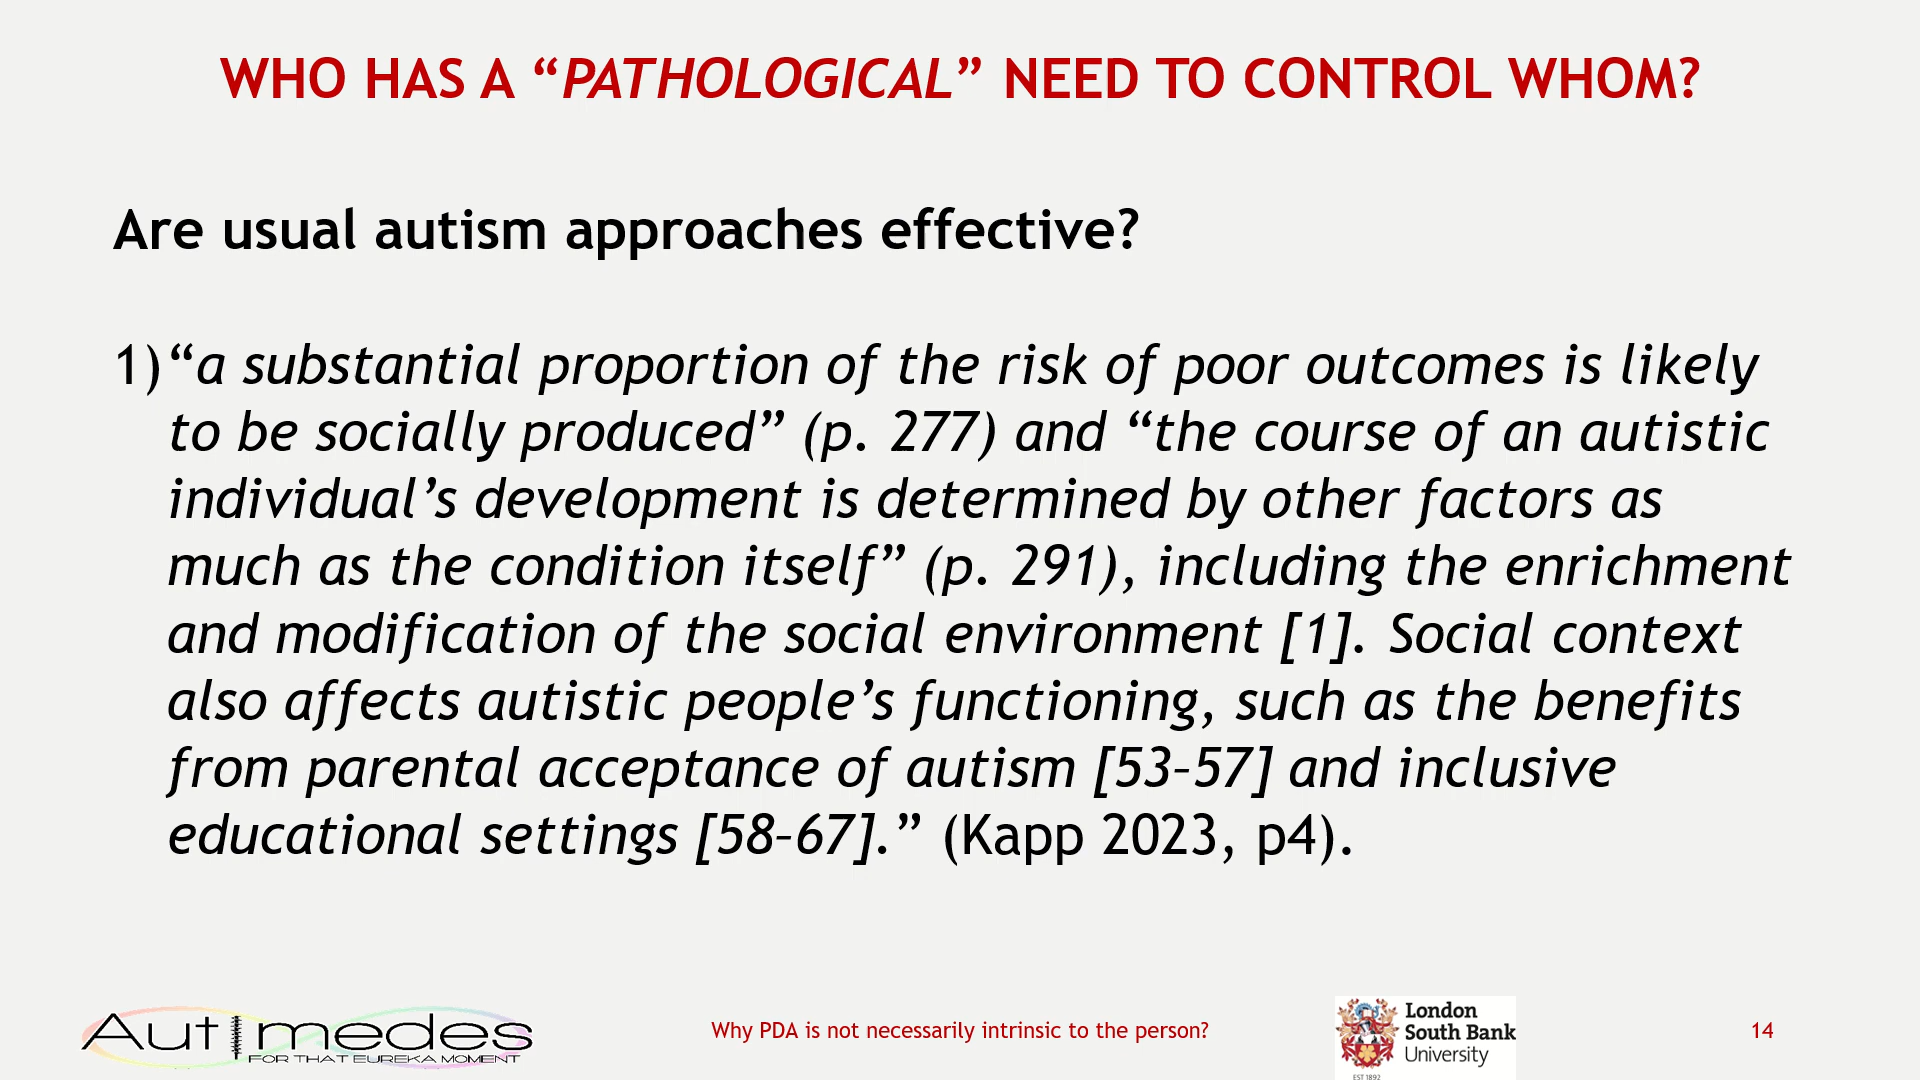 WHO HAS A “PATHOLOGICAL” NEED TO CONTROL WHOM?
Are usual autism approaches effective?
1) “a substantial proportion of the risk of poor outcomes is likely
to be socially produced” (p. 277) and “the course of an autistic
individual’s development is determined by other factors as
much as the condition itself” (p. 291), including the enrichment
and modification of the social environment [1]. Social context
also affects autistic people’s functioning, such as the benefits
from parental acceptance of autism [53–57] and inclusive
educational settings [58–67].” (Kapp 2023, p4).
Autimedes
FOR THAT EUREKA MOMENT
Why PDA is not necessarily intrinsic to the person?
London
South Bank
University
EST 1892
14